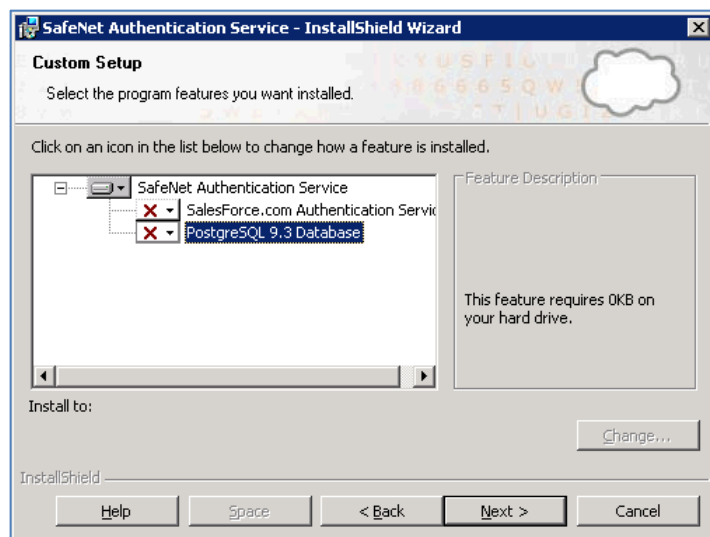 SafeNet Authentication Service - InstallShield Wizard
Custom Setup
Select the program features you want installed.
Click on an icon in the list below to change how a feature is installed.
SafeNet Authentication Service
SalesForce.com Authentication Servic
PostgreSQL 9.3 Database
Feature Description
This feature requires 0KB on
your hard drive.
Install to:
Change...
InstallShield
Help
Space
< Back
Next >
Cancel